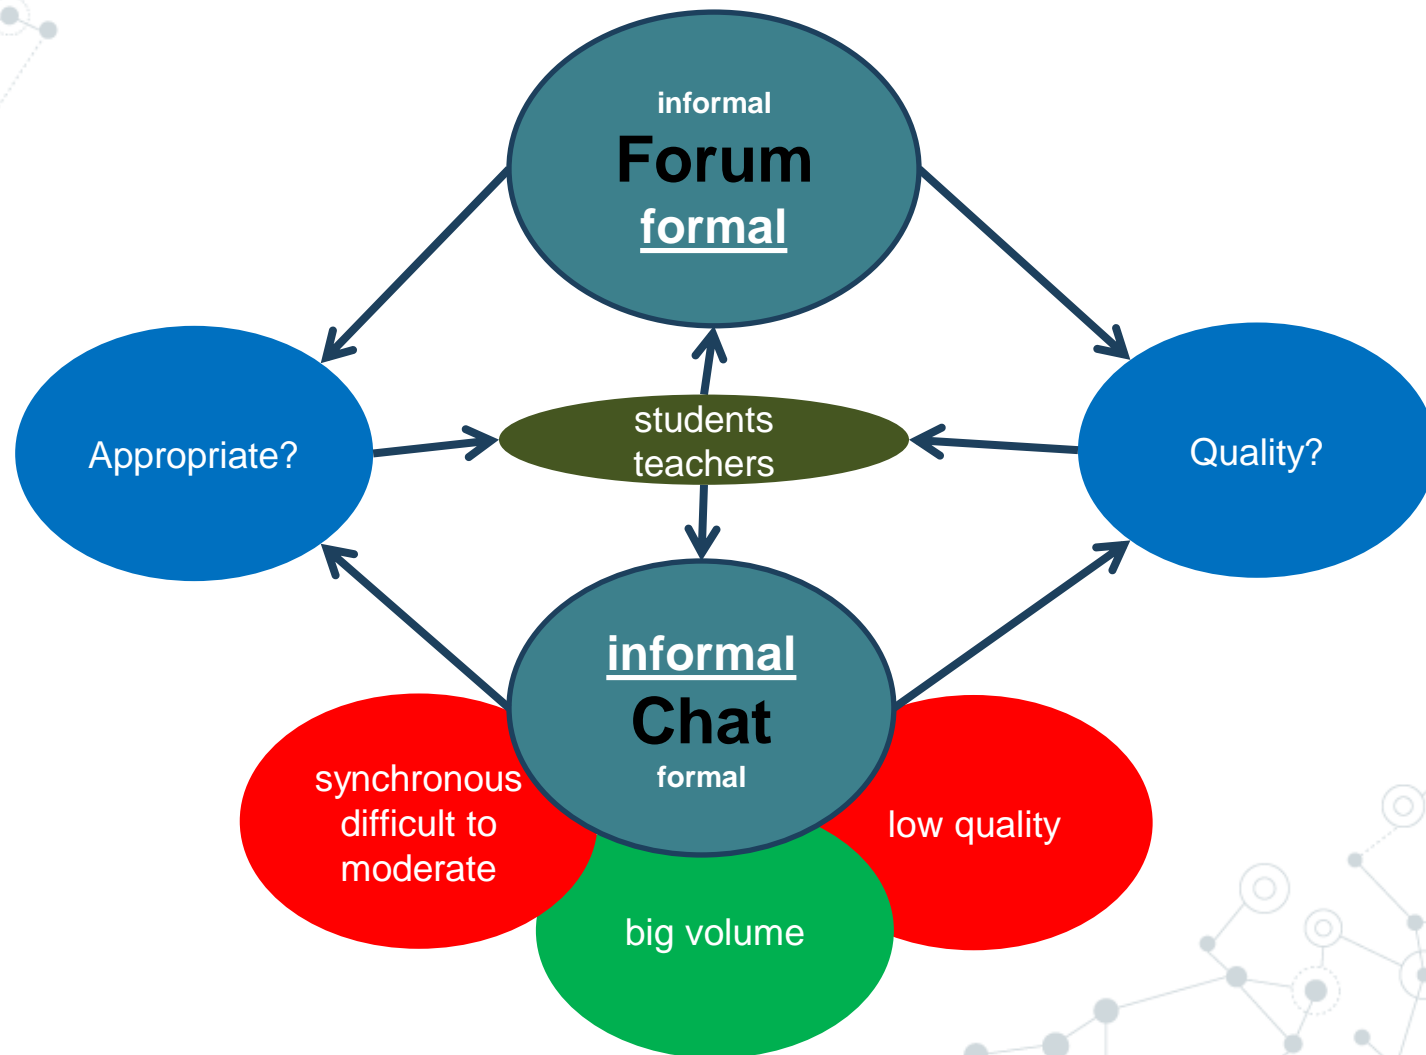 informal
Forum
formal
Appropriate?
students
teachers
Quality?
informal
Chat
formal
synchronous
difficult to
moderate
low quality
big volume